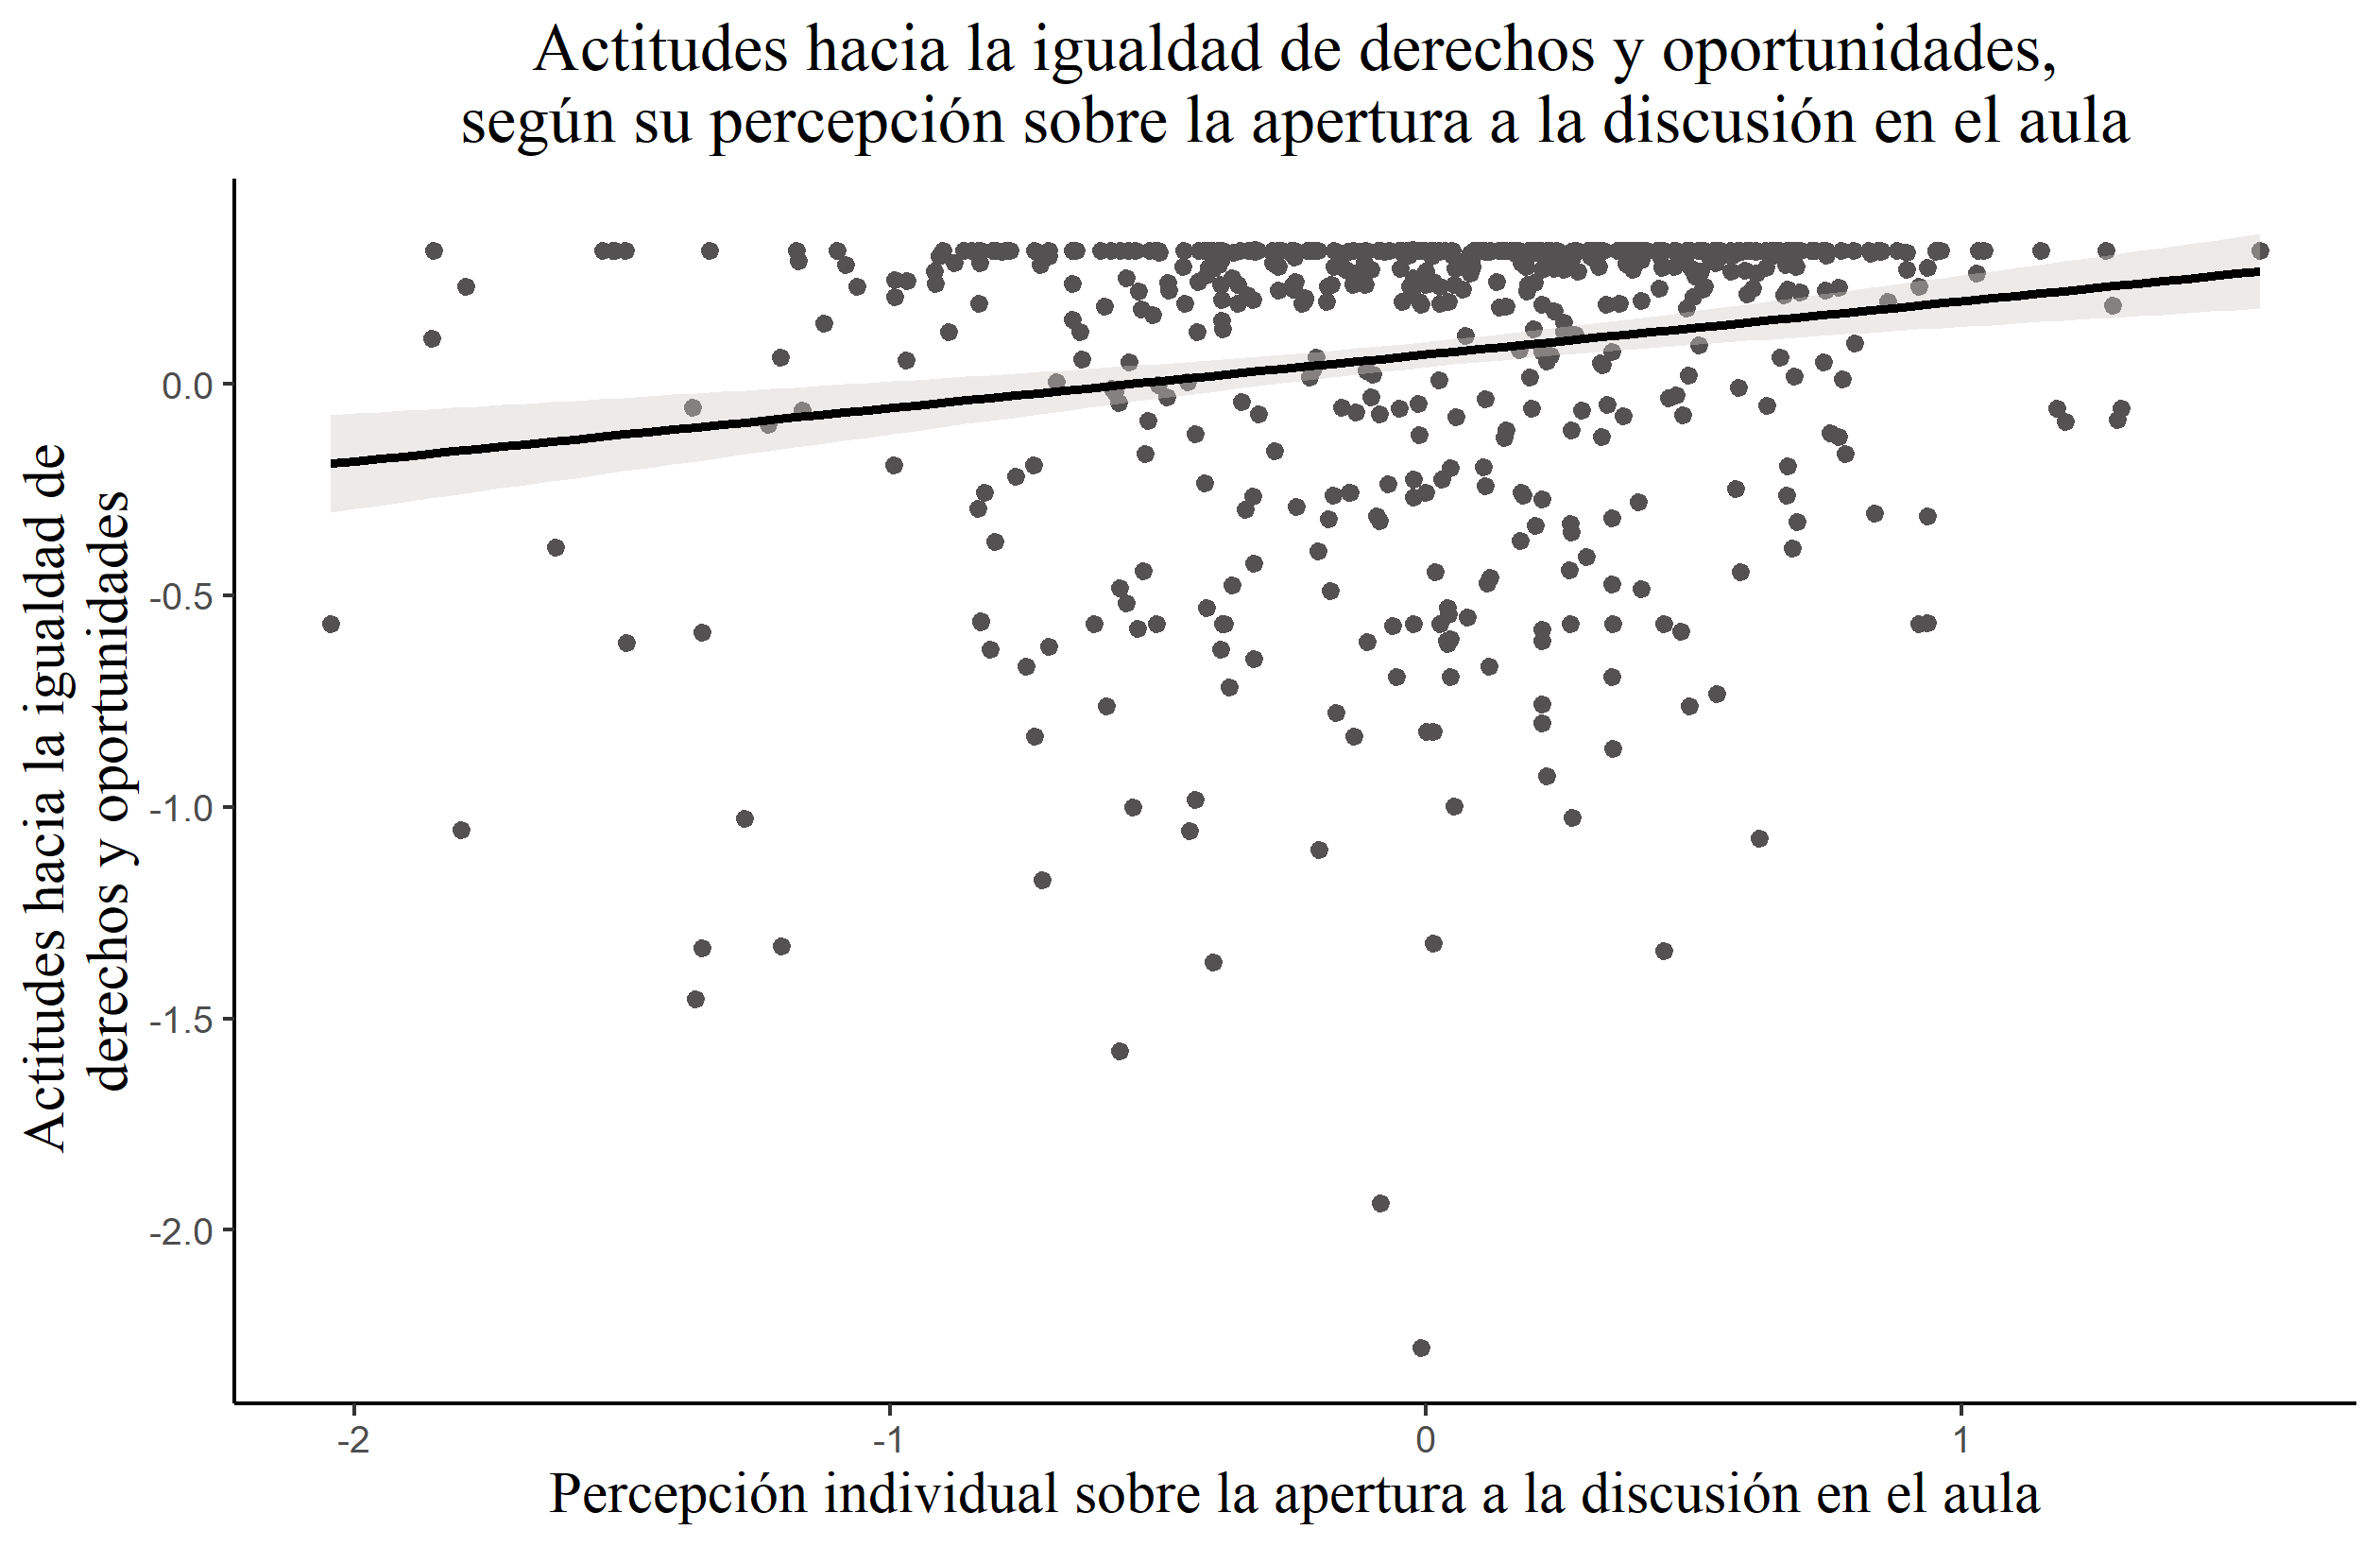 Actitudes hacia la igualdad de derechos y oportunidades,
según su percepción sobre la apertura a la discusión en el aula
Actitudes hacia la igualdad de
derechos y oportunidades
0.0
-0.5
-1.0
-1.5
-2.0
-2
-1
0
1
Percepción individual sobre la apertura a la discusión en el aula